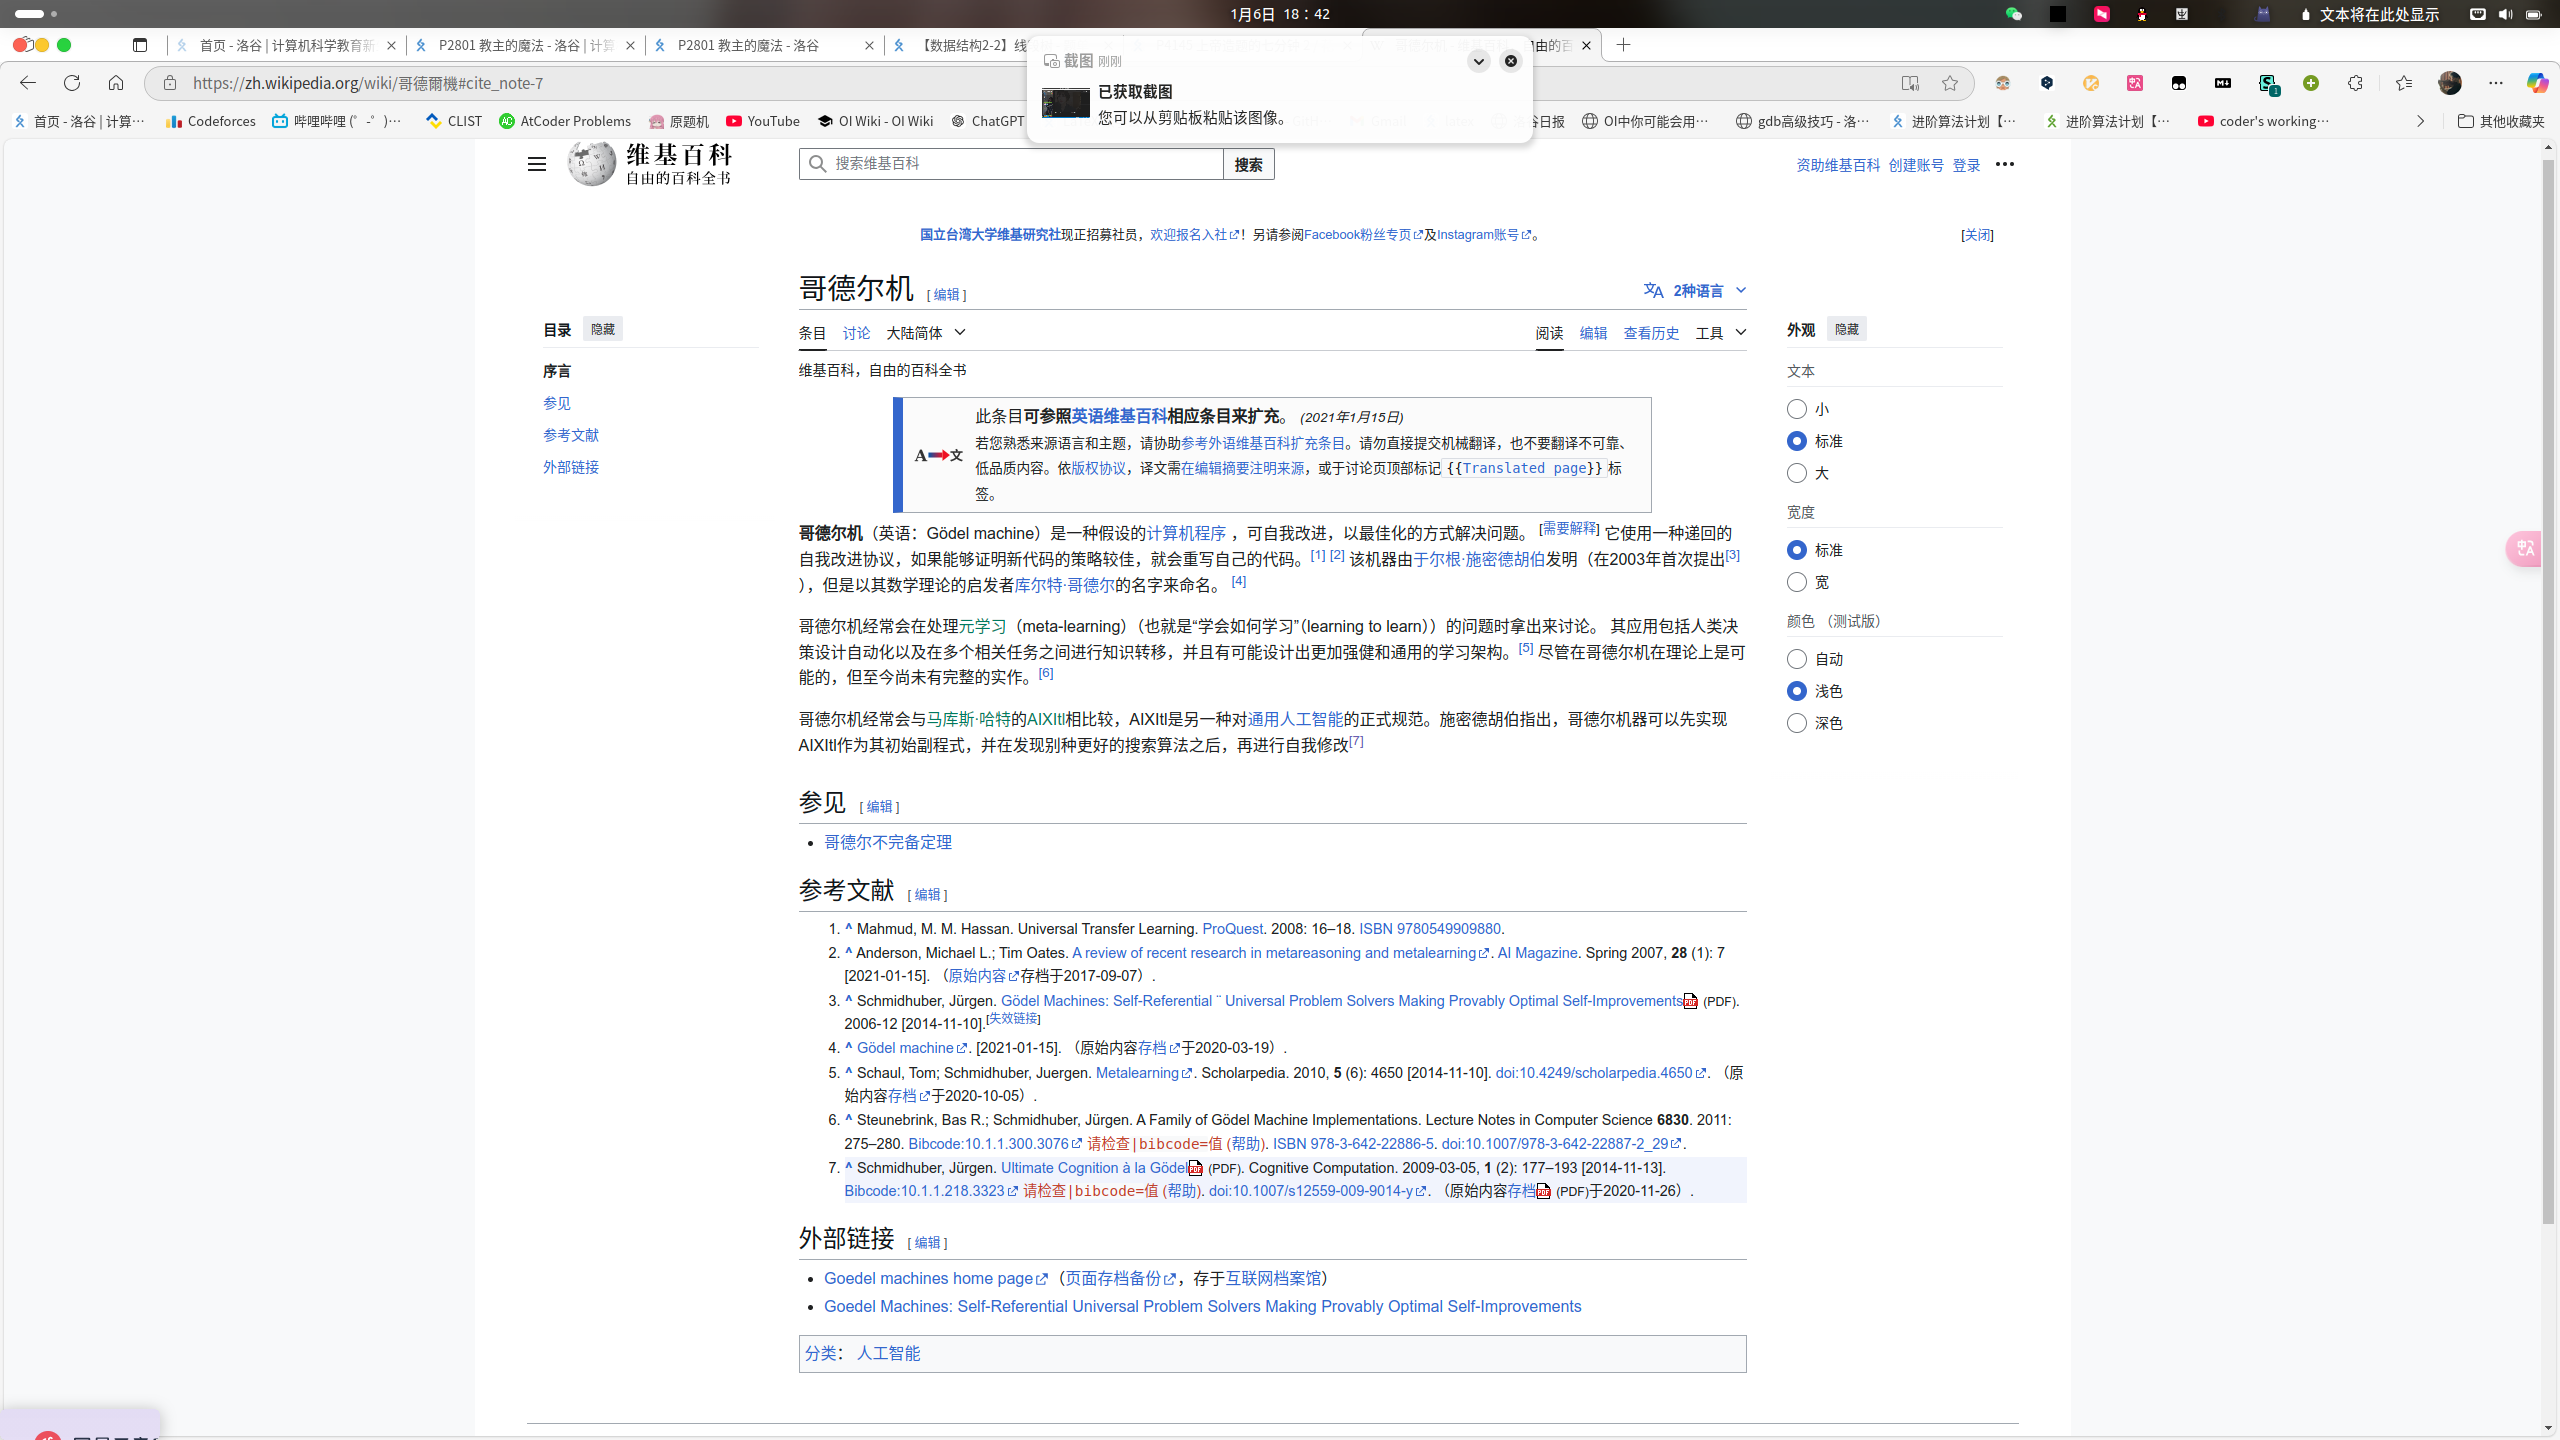 1月6日 18：42
文本将在此处显示
首页 - 洛谷 | 计算机科学教育新
P2801 教主的魔法 - 洛谷 | 计算
P2801 教主的魔法 - 洛谷
【数据结构2-2】线
由的百
https://zh.wikipedia.org/wiki/哥德爾機#cite_note-7
截图 刚刚
已获取截图
您可以从剪贴板粘贴该图像。
首页 - 洛谷 | 计算…
Codeforces
哔哩哔哩 (゜-゜)…
CLIST
AtCoder Problems
原题机
YouTube
OI Wiki - OI Wiki
ChatGPT
谷日报
OI中你可能会用…
gdb高级技巧 - 洛…
进阶算法计划【…
进阶算法计划【…
coder's working…
其他收藏夹
维基百科
自由的百科全书
搜索维基百科
搜索
资助维基百科 创建账号 登录
国立台湾大学维基研究社现正招募社员，欢迎报名入社！另请参阅Facebook粉丝专页及Instagram账号。
[关闭]
哥德尔机 [ 编辑 ]
2种语言
目录 隐藏
序言
参见
参考文献
外部链接
条目 讨论 大陆简体
阅读 编辑 查看历史 工具
维基百科，自由的百科全书
A 文
此条目可参照英语维基百科相应条目来扩充。 (2021年1月15日)
若您熟悉来源语言和主题，请协助参考外语维基百科扩充条目。请勿直接提交机械翻译，也不要翻译不可靠、
低品质内容。依版权协议，译文需在编辑摘要注明来源，或于讨论页顶部标记{{Translated page}}标
签。
哥德尔机（英语：Gödel machine）是一种假设的计算机程序 ，可自我改进，以最佳化的方式解决问题。 [需要解释] 它使用一种递回的
自我改进协议，如果能够证明新代码的策略较佳，就会重写自己的代码。[1] [2] 该机器由于尔根·施密德胡伯发明（在2003年首次提出[3]
），但是以其数学理论的启发者库尔特·哥德尔的名字来命名。 [4]
哥德尔机经常会在处理元学习（meta-learning）（也就是“学会如何学习”（learning to learn））的问题时拿出来讨论。 其应用包括人类决
策设计自动化以及在多个相关任务之间进行知识转移，并且有可能设计出更加强健和通用的学习架构。[5] 尽管在哥德尔机在理论上是可
能的，但至今尚未有完整的实作。[6]
哥德尔机经常会与马库斯·哈特的AIXItl相比较，AIXItl是另一种对通用人工智能的正式规范。施密德胡伯指出，哥德尔机器可以先实现
AIXItl作为其初始副程式，并在发现别种更好的搜索算法之后，再进行自我修改[7]
参见 [ 编辑 ]
哥德尔不完备定理
参考文献 [ 编辑 ]
1. ^ Mahmud, M. M. Hassan. Universal Transfer Learning. ProQuest. 2008: 16–18. ISBN 9780549909880.
2. ^ Anderson, Michael L.; Tim Oates. A review of recent research in metareasoning and metalearning. AI Magazine. Spring 2007, 28 (1): 7
[2021-01-15]. （原始内容存档于2017-09-07）.
3. ^ Schmidhuber, Jürgen. Gödel Machines: Self-Referential ¨ Universal Problem Solvers Making Provably Optimal Self-Improvements (PDF).
2006-12 [2014-11-10].[失效链接]
4. ^ Gödel machine. [2021-01-15]. （原始内容存档于2020-03-19）.
5. ^ Schaul, Tom; Schmidhuber, Juergen. Metalearning. Scholarpedia. 2010, 5 (6): 4650 [2014-11-10]. doi:10.4249/scholarpedia.4650. （原
始内容存档于2020-10-05）.
6. ^ Steunebrink, Bas R.; Schmidhuber, Jürgen. A Family of Gödel Machine Implementations. Lecture Notes in Computer Science 6830. 2011:
275–280. Bibcode:10.1.1.300.3076 请检查|bibcode=值 (帮助). ISBN 978-3-642-22886-5. doi:10.1007/978-3-642-22887-2_29.
7. ^ Schmidhuber, Jürgen. Ultimate Cognition à la Gödel (PDF). Cognitive Computation. 2009-03-05, 1 (2): 177–193 [2014-11-13].
Bibcode:10.1.1.218.3323 请检查|bibcode=值 (帮助). doi:10.1007/s12559-009-9014-y. （原始内容存档 (PDF)于2020-11-26）.
外部链接 [ 编辑 ]
Goedel machines home page（页面存档备份，存于互联网档案馆）
Goedel Machines: Self-Referential Universal Problem Solvers Making Provably Optimal Self-Improvements
分类： 人工智能
外观 隐藏
文本
小
标准
大
宽度
标准
宽
颜色 （测试版）
自动
浅色
深色